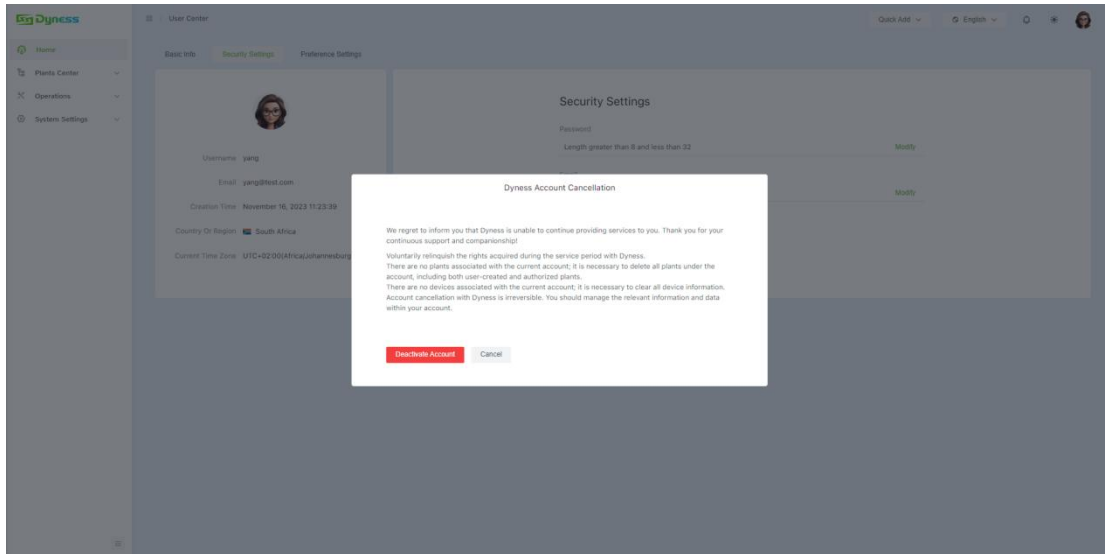 Dyness
User Center
Quick Add
English
Home
Plants Center
Operations
System Settings
Basic Info
Security Settings
Preference Settings
Username yang
Email yang@test.com
Creation Time November 16, 2023 11:23:39
Country Or Region South Africa
Current Time Zone UTC+02:00(Africa/Johannesburg
Security Settings
Password
Length greater than 8 and less than 32
Modify
Modify
Dyness Account Cancellation
We regret to inform you that Dyness is unable to continue providing services to you. Thank you for your
continuous support and companionship!
Voluntarily relinquish the rights acquired during the service period with Dyness.
There are no plants associated with the current account; it is necessary to delete all plants under the
account, including both user-created and authorized plants.
There are no devices associated with the current account; it is necessary to clear all device information.
Account cancellation with Dyness is irreversible. You should manage the relevant information and data
within your account.
Deactivate Account
Cancel